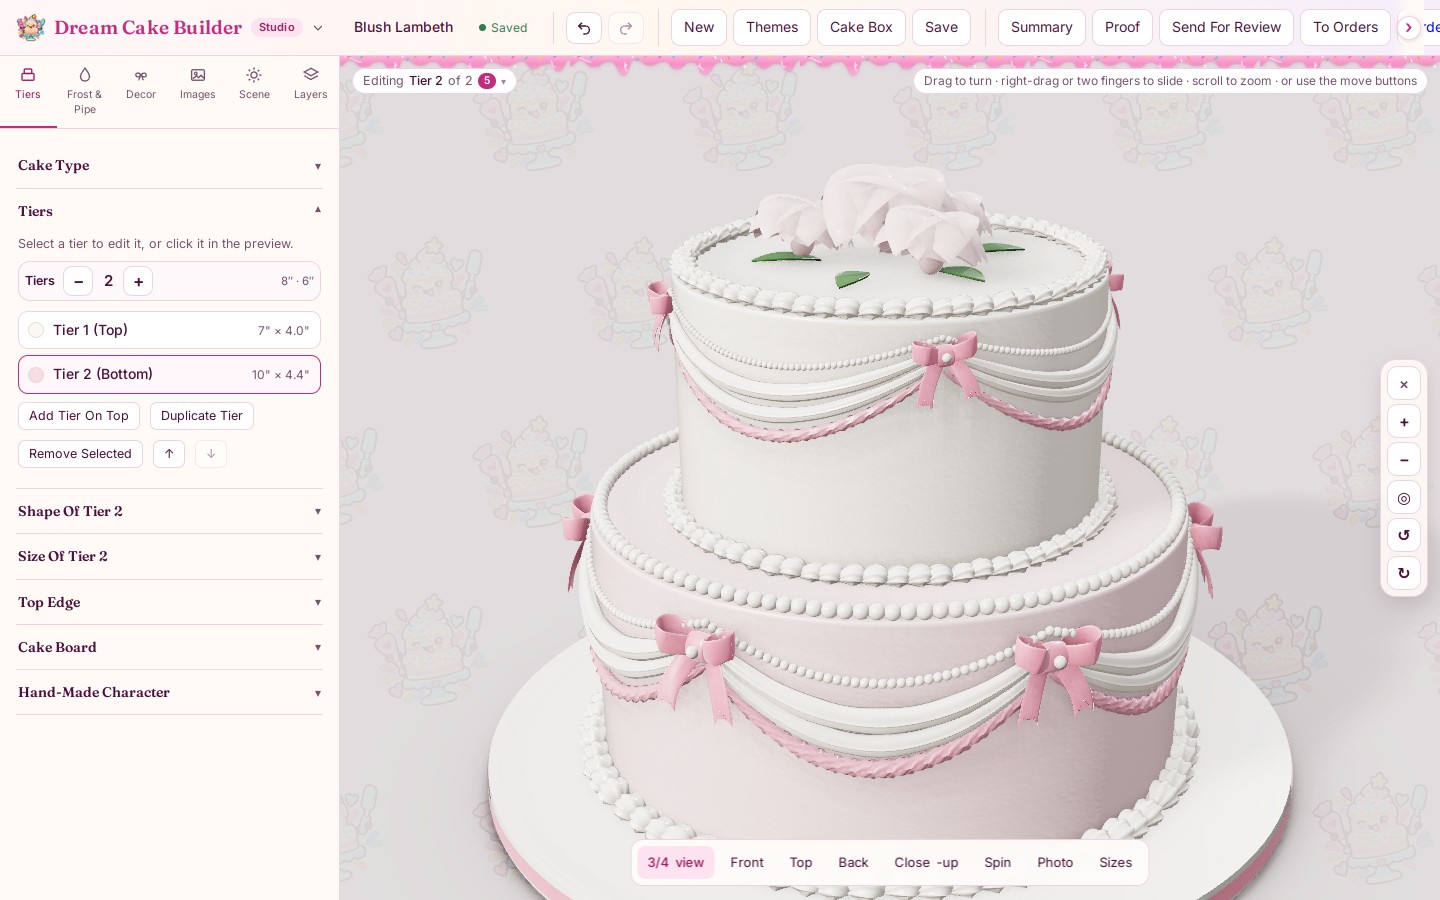 Dream Cake Builder Studio
Blush Lambeth
Saved
New
Themes
Cake Box
Save
Summary
Proof
Send For Review
To Orders
Tiers
Frost &
Pipe
Decor
Images
Scene
Layers
Editing Tier 2 of 2 5
Drag to turn · right-drag or two fingers to slide · scroll to zoom · or use the move buttons
Cake Type
Tiers
Select a tier to edit it, or click it in the preview.
Tiers − 2 + 8" · 6"
Tier 1 (Top) 7" × 4.0"
Tier 2 (Bottom) 10" × 4.4"
Add Tier On Top
Duplicate Tier
Remove Selected
Shape Of Tier 2
Size Of Tier 2
Top Edge
Cake Board
Hand-Made Character
3/4 view
Front
Top
Back
Close -up
Spin
Photo
Sizes